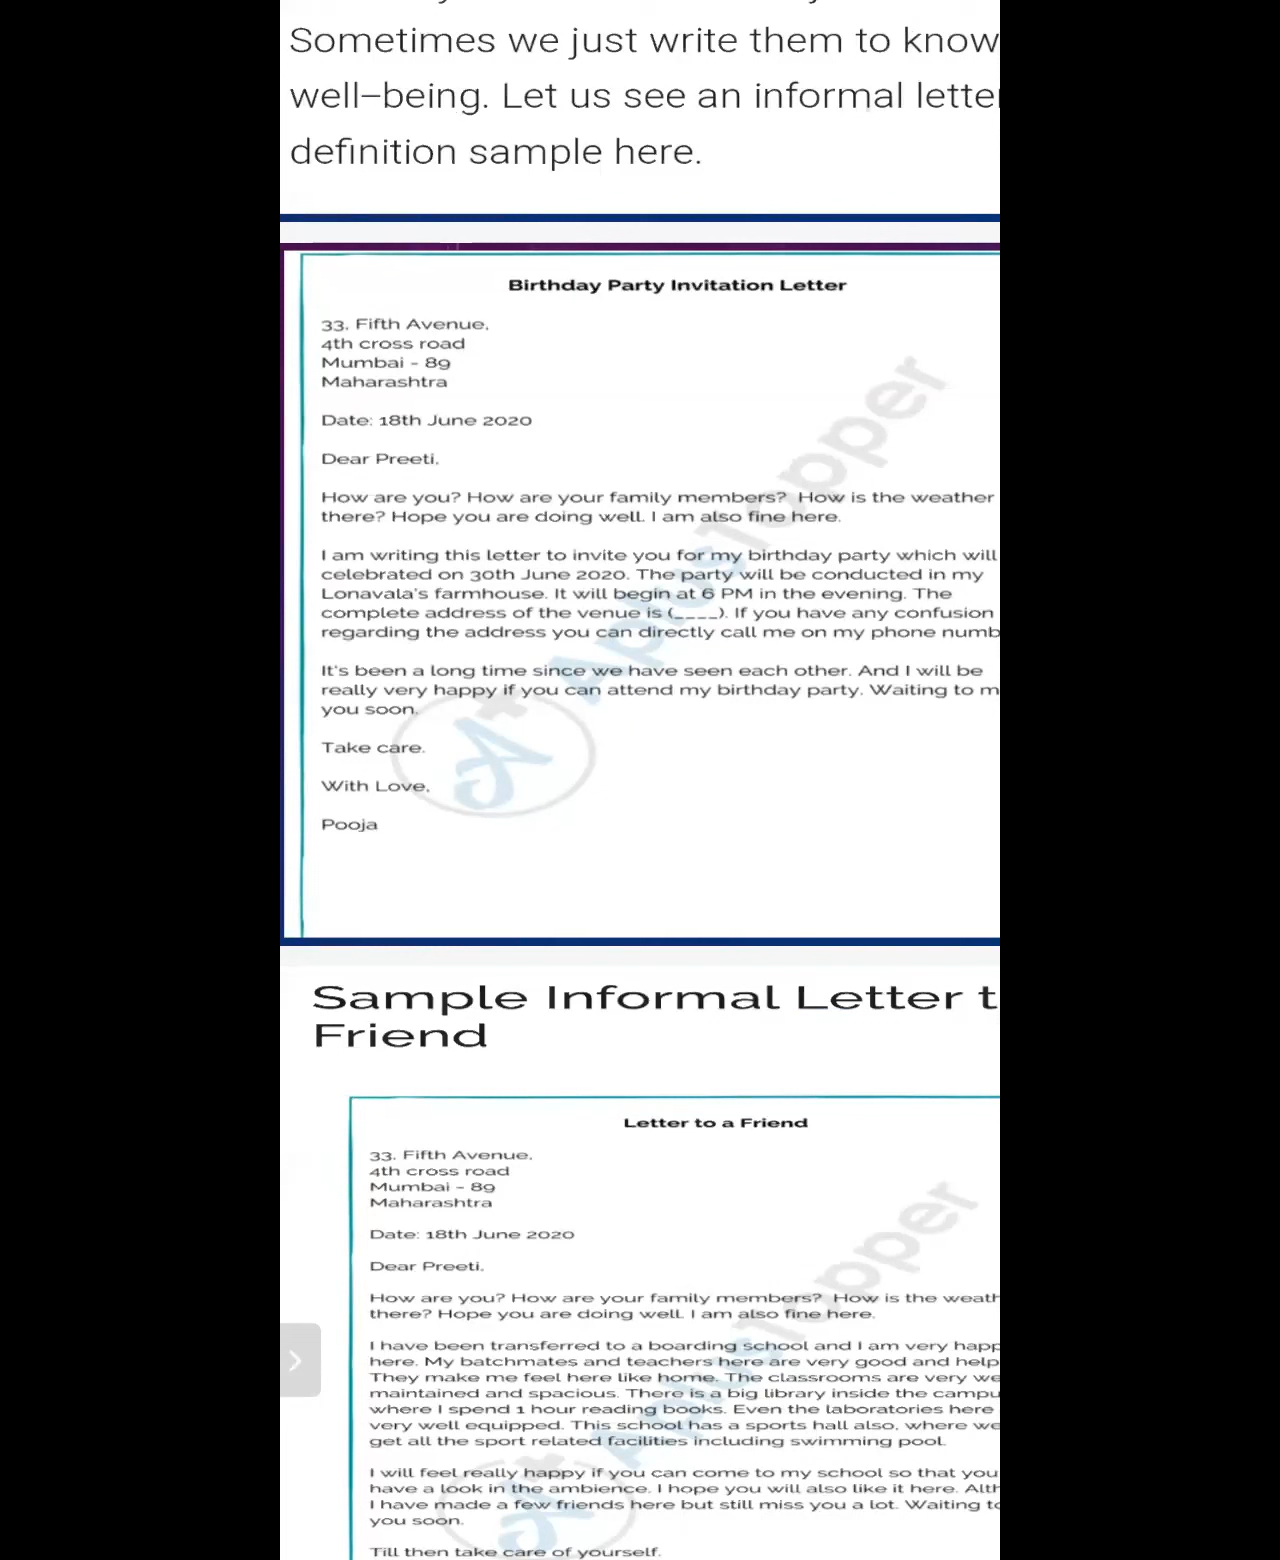 Sometimes we just write them to know
well–being. Let us see an informal letter
definition sample here.
Birthday Party Invitation Letter
33, Fifth Avenue,
4th cross road
Mumbai - 89
Maharashtra
Date: 18th June 2020
Dear Preeti,
How are you? How are your family members? How is the weather
there? Hope you are doing well. I am also fine here.
I am writing this letter to invite you for my birthday party which will
celebrated on 30th June 2020. The party will be conducted in my
Lonavala's farmhouse. It will begin at 6 PM in the evening. The
complete address of the venue is (____). If you have any confusion
regarding the address you can directly call me on my phone numb
It's been a long time since we have seen each other. And I will be
really very happy if you can attend my birthday party. Waiting to m
you soon.
Take care.
With Love,
Pooja
AplusTopper
Sample Informal Letter t
Friend
Letter to a Friend
33, Fifth Avenue,
4th cross road
Mumbai - 89
Maharashtra
Date: 18th June 2020
Dear Preeti,
How are you? How are your family members? How is the weath
there? Hope you are doing well. I am also fine here.
I have been transferred to a boarding school and I am very happ
here. My batchmates and teachers here are very good and help
They make me feel here like home. The classrooms are very we
maintained and spacious. There is a big library inside the campu
where I spend 1 hour reading books. Even the laboratories here
very well equipped. This school has a sports hall also, where we
get all the sport related facilities including swimming pool.
I will feel really happy if you can come to my school so that you
have a look in the ambience. I hope you will also like it here. Alth
I have made a few friends here but still miss you a lot. Waiting to
you soon.
Till then take care of yourself.
AplusTopper